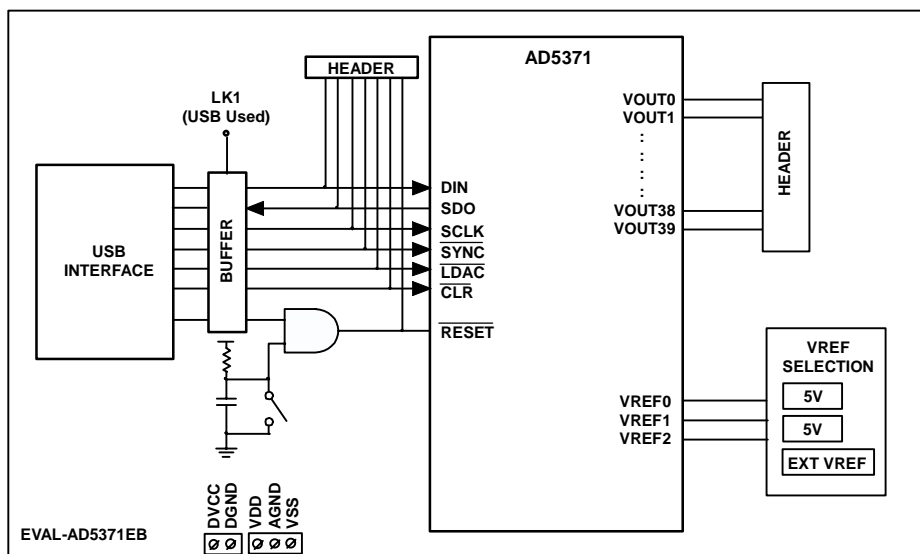 AD5371
HEADER
LK1
(USB Used)
USB
INTERFACE
BUFFER
DIN
SDO
SCLK
SYNC
LDAC
CLR
RESET
VOUT0
VOUT1
VOUT38
VOUT39
HEADER
VREF0
VREF1
VREF2
VREF
SELECTION
5V
5V
EXT VREF
DVCC
DGND
VDD
AGND
VSS
EVAL-AD5371EB